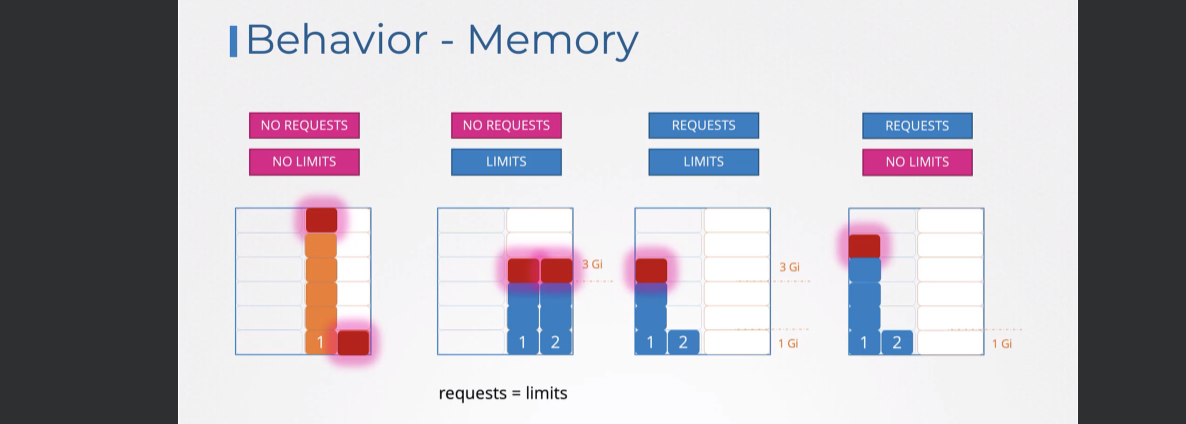 Behavior - Memory
NO REQUESTS
NO LIMITS
1
NO REQUESTS
LIMITS
3 Gi
1 2
requests = limits
REQUESTS
LIMITS
3 Gi
1 2
1 Gi
REQUESTS
NO LIMITS
1 2
1 Gi